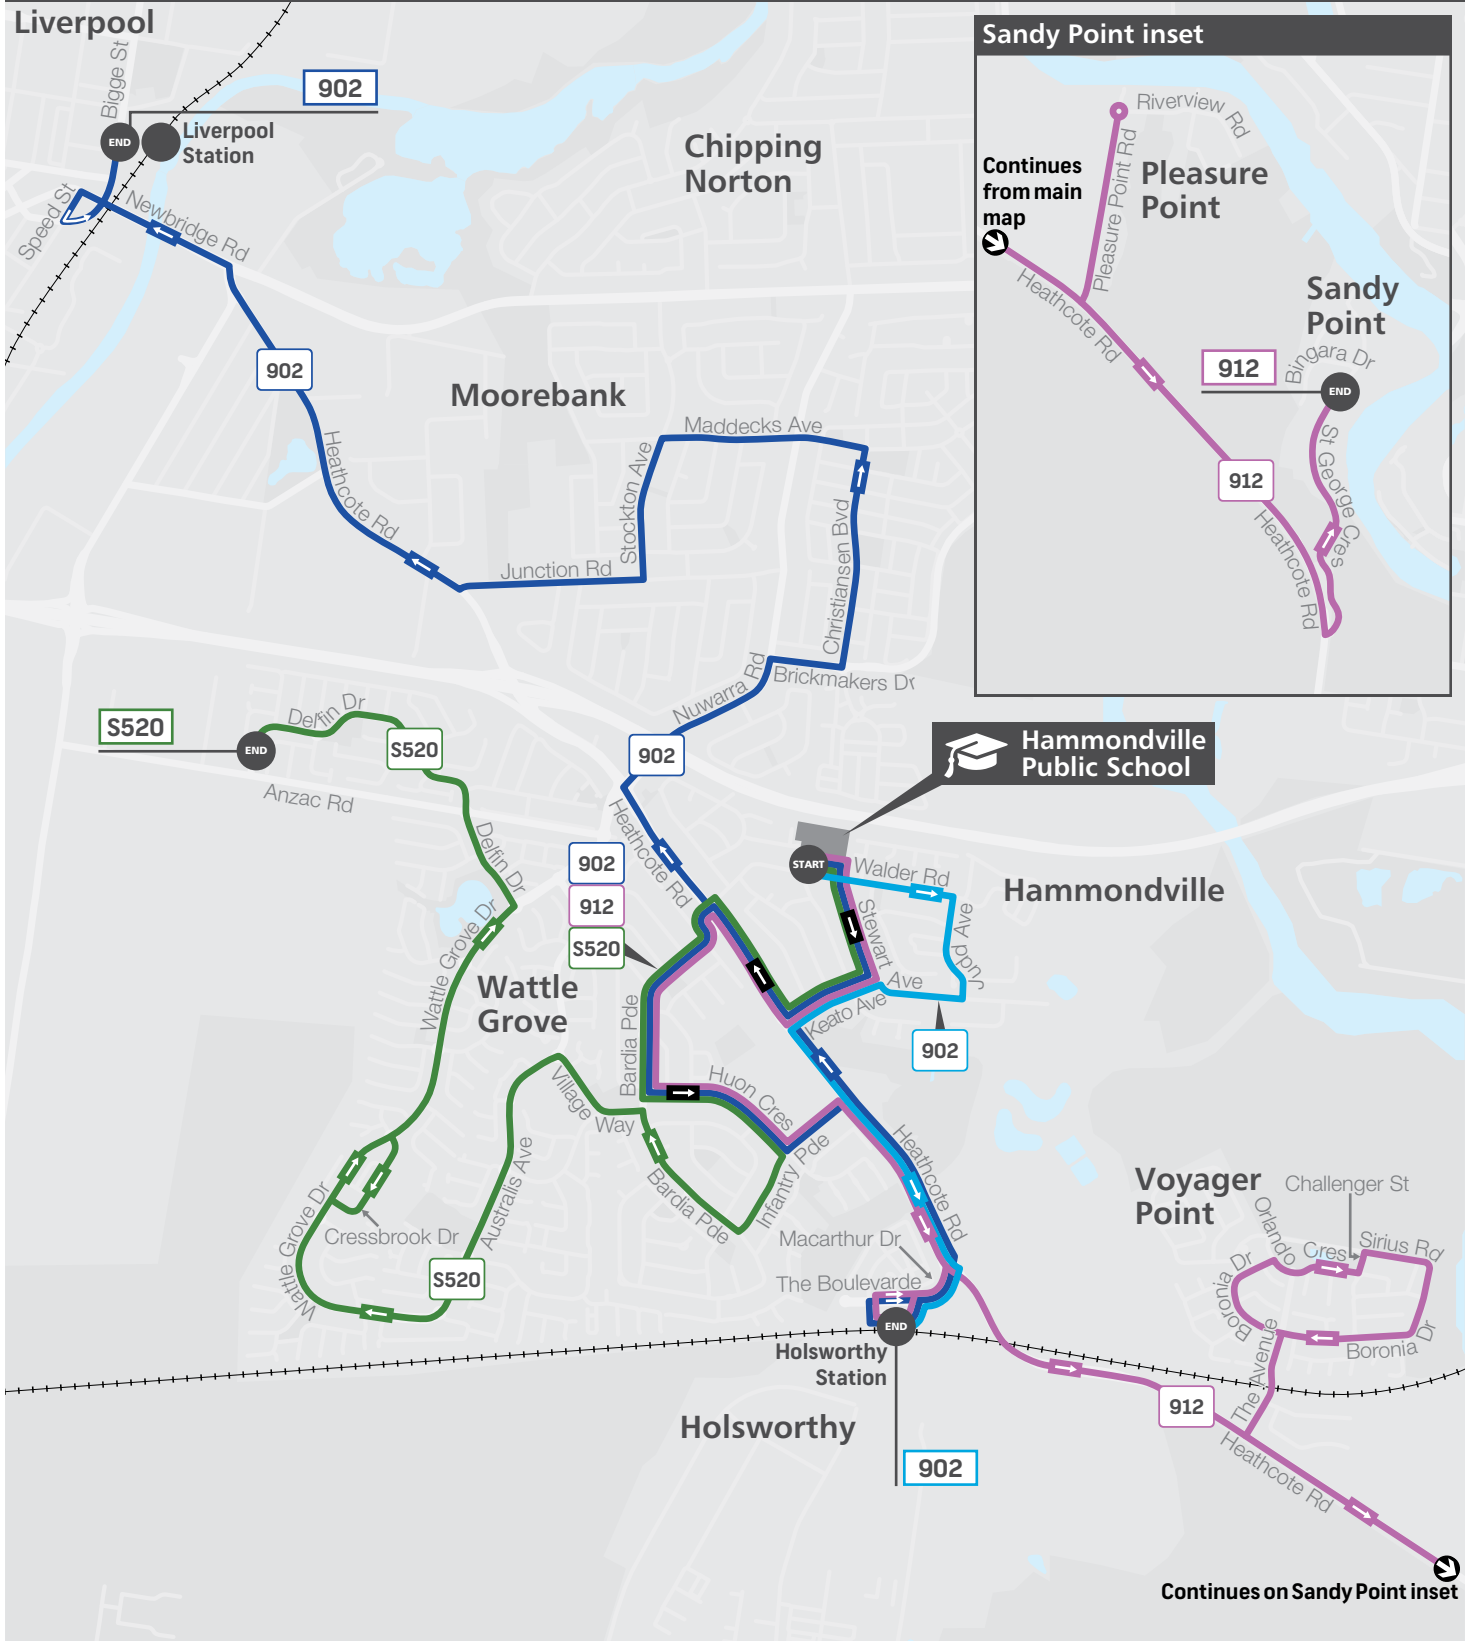 Liverpool
Bigge St
902
END
Liverpool
Station
Speed St
Newbridge Rd
Chipping
Norton
902
Moorebank
Heathcote Rd
Maddecks Ave
Stockton Ave
Junction Rd
Christiansen Bvd
Brickmakers Dr
Nuwarra Rd
Sandy Point inset
Riverview Rd
Continues
from main
map
Pleasure Point Rd
Pleasure
Point
Heathcote Rd
Sandy
Point
Bingara Dr
912
END
St George Cres
912
Heathcote Rd
S520
END
Delfin Dr
S520
Anzac Rd
902
Heathcote Rd
Hammondville
Public School
START
Walder Rd
Hammondville
Delfin Dr
902
912
S520
Stewart Ave
Judd Ave
Keato Ave
902
Wattle Grove Dr
Wattle
Grove
Bardia Pde
Huon Cres
Village Way
Infantry Pde
Bardia Pde
Heathcote Rd
Australis Ave
Wattle Grove Dr
Cressbrook Dr
S520
Wattle Grove Dr
Macarthur Dr
The Boulevarde
END
Holsworthy
Station
Holsworthy
902
Voyager
Point
Challenger St
Orlando Cres
Sirius Rd
Boronia Dr
Boronia Dr
The Avenue
912
Heathcote Rd
Continues on Sandy Point inset